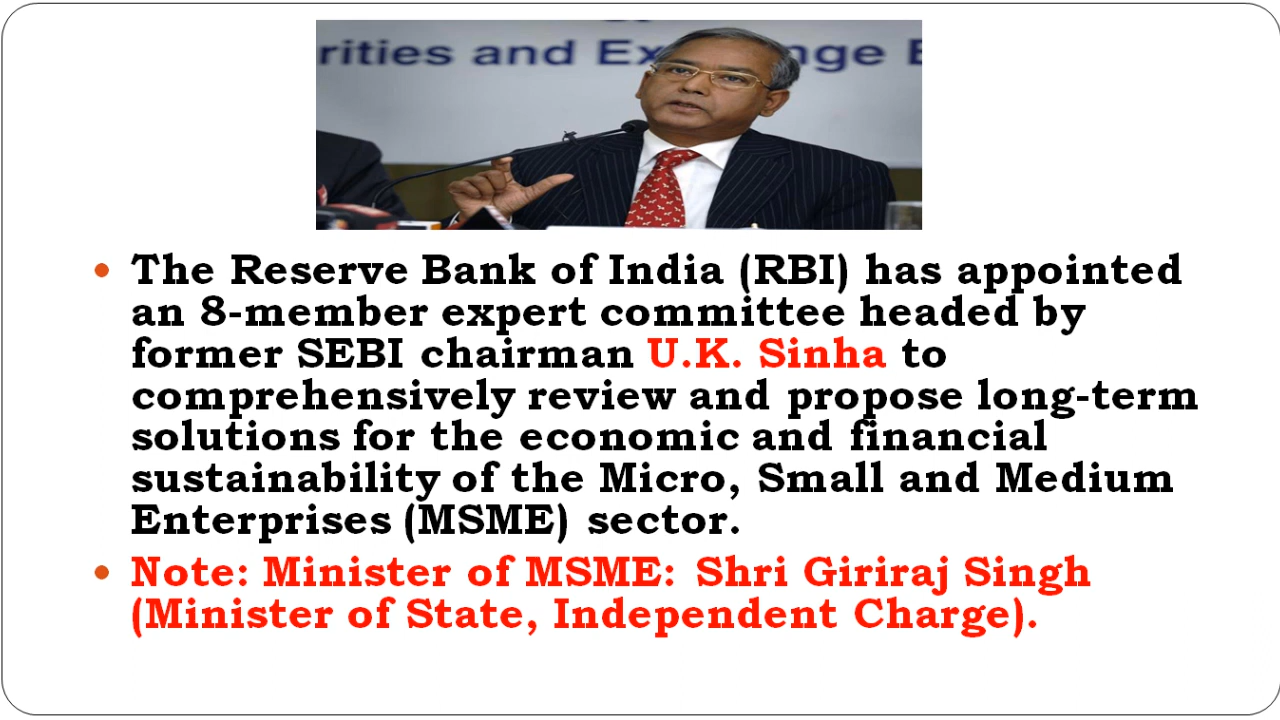 rities and Ex nge
The Reserve Bank of India (RBI) has appointed
an 8-member expert committee headed by
former SEBI chairman U.K. Sinha to
comprehensively review and propose long-term
solutions for the economic and financial
sustainability of the Micro, Small and Medium
Enterprises (MSME) sector.
Note: Minister of MSME: Shri Giriraj Singh
(Minister of State, Independent Charge).